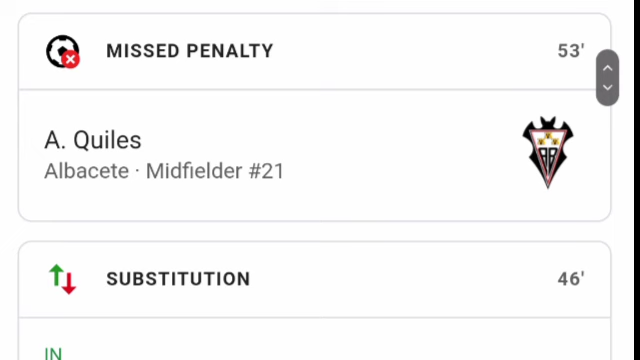 MISSED PENALTY 53'
A. Quiles
Albacete · Midfielder #21
SUBSTITUTION 46'
IN